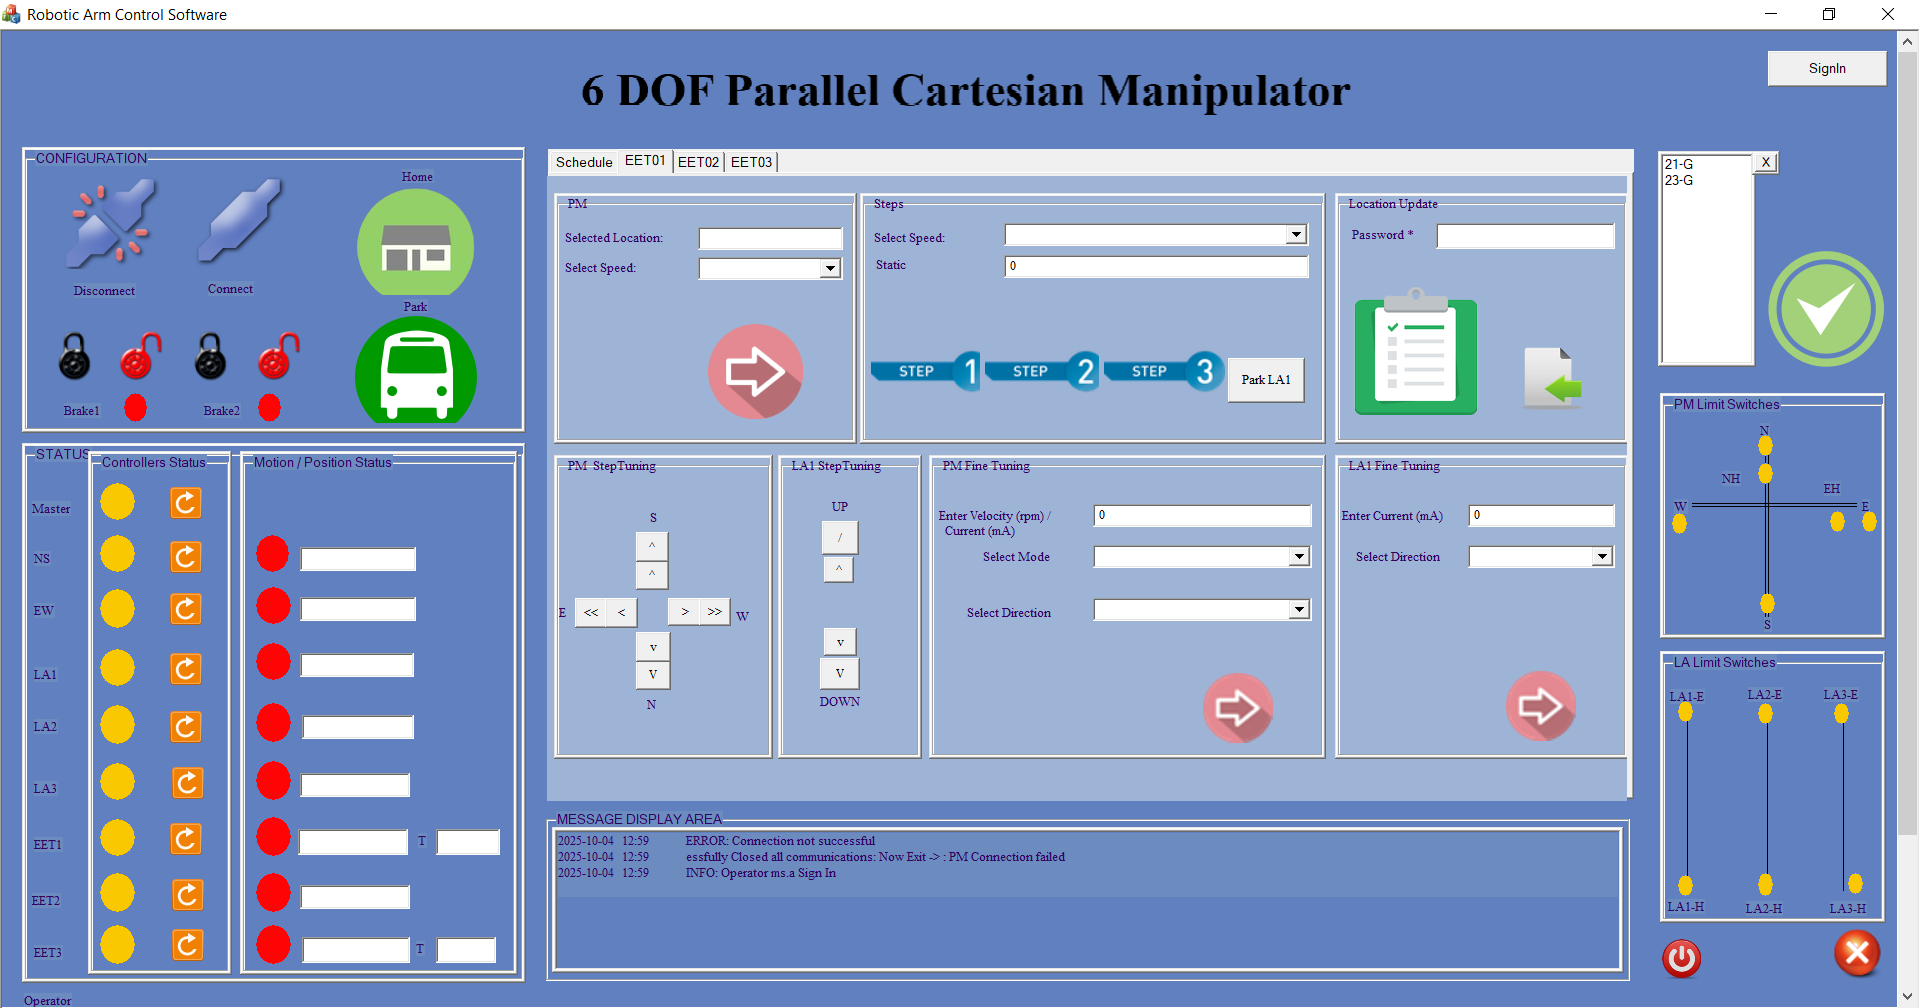 Robotic Arm Control Software
SignIn
6 DOF Parallel Cartesian Manipulator
CONFIGURATION
Home
Disconnect
Connect
Park
Brake1
Brake2
STATUS
Controllers Status
Motion / Position Status
Master
NS
EW
LA1
LA2
LA3
EET1
T
EET2
EET3
T
Operator
Schedule
EET01
EET02
EET03
PM
Selected Location:
Select Speed:
Steps
Select Speed:
Static
0
STEP 1
STEP 2
STEP 3
Park LA1
Location Update
Password *
PM StepTuning
S
^
^
E
<<
<
>
>>
W
v
V
N
LA1 StepTuning
UP
/
^
v
V
DOWN
PM Fine Tuning
Enter Velocity (rpm) /
Current (mA)
0
Select Mode
Select Direction
LA1 Fine Tuning
Enter Current (mA)
0
Select Direction
MESSAGE DISPLAY AREA
2025-10-04 12:59 ERROR: Connection not successful
2025-10-04 12:59 essfully Closed all communications: Now Exit -> : PM Connection failed
2025-10-04 12:59 INFO: Operator ms.a Sign In
21-G
23-G
X
PM Limit Switches
N
NH
EH
W
E
S
LA Limit Switches
LA1-E
LA2-E
LA3-E
LA1-H
LA2-H
LA3-H